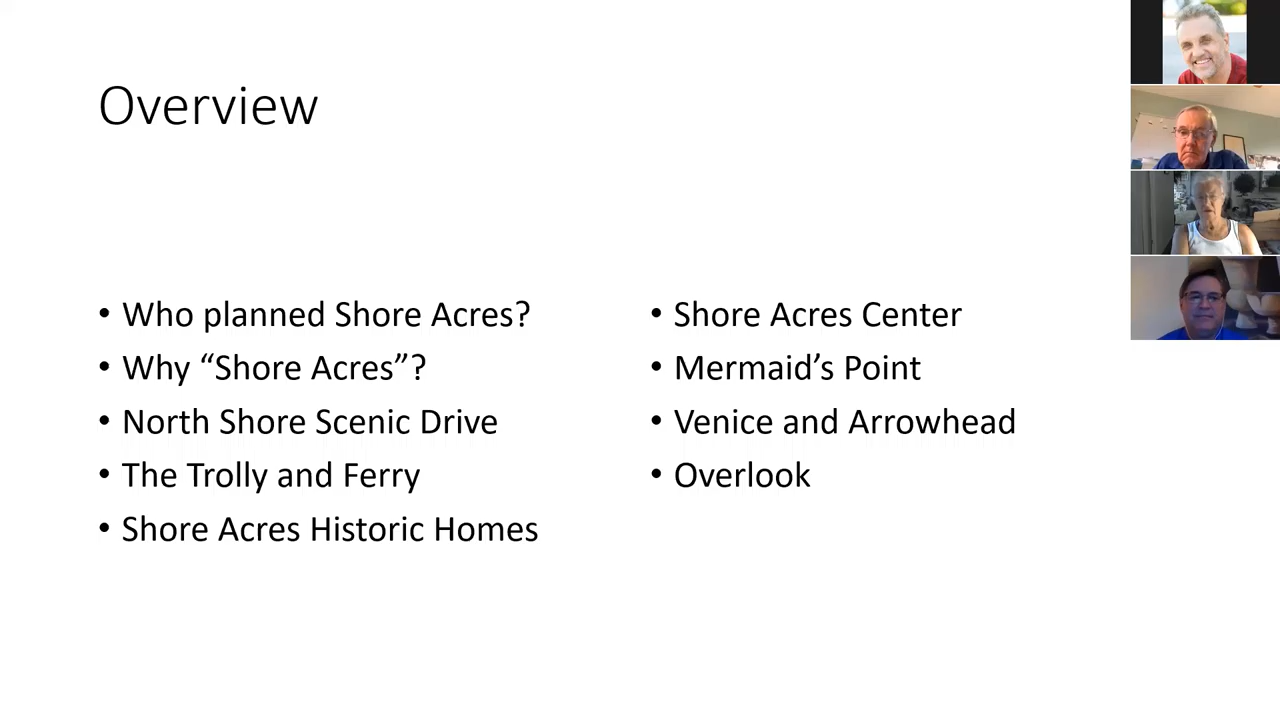 Overview
• Who planned Shore Acres?
• Why “Shore Acres”?
• North Shore Scenic Drive
• The Trolly and Ferry
• Shore Acres Historic Homes
• Shore Acres Center
• Mermaid’s Point
• Venice and Arrowhead
• Overlook